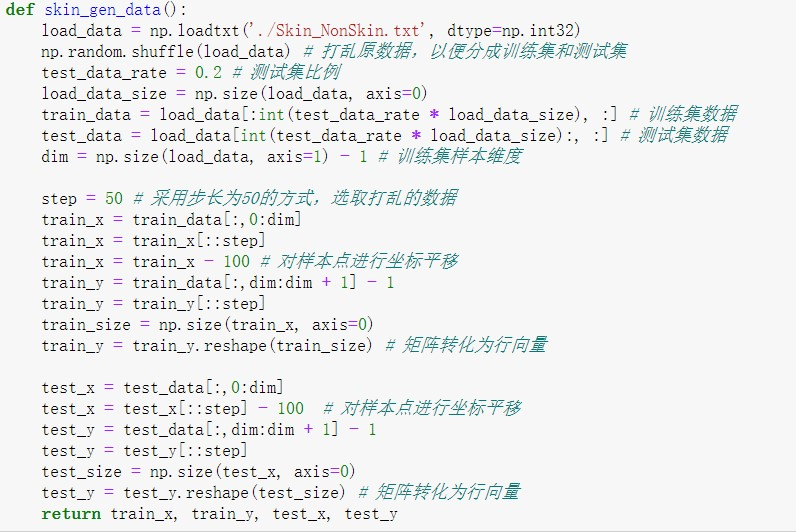 def skin_gen_data():
    load_data = np.loadtxt('./Skin_NonSkin.txt', dtype=np.int32)
    np.random.shuffle(load_data) # 打乱原数据，以便分成训练集和测试集
    test_data_rate = 0.2 # 测试集比例
    load_data_size = np.size(load_data, axis=0)
    train_data = load_data[:int(test_data_rate * load_data_size), :] # 训练集数据
    test_data = load_data[int(test_data_rate * load_data_size):, :] # 测试集数据
    dim = np.size(load_data, axis=1) - 1 # 训练集样本维度

    step = 50 # 采用步长为50的方式，选取打乱的数据
    train_x = train_data[:,0:dim]
    train_x = train_x[::step]
    train_x = train_x - 100 # 对样本点进行坐标平移
    train_y = train_data[:,dim:dim + 1] - 1
    train_y = train_y[::step]
    train_size = np.size(train_x, axis=0)
    train_y = train_y.reshape(train_size) # 矩阵转化为行向量

    test_x = test_data[:,0:dim]
    test_x = test_x[::step] - 100  # 对样本点进行坐标平移
    test_y = test_data[:,dim:dim + 1] - 1
    test_y = test_y[::step]
    test_size = np.size(test_x, axis=0)
    test_y = test_y.reshape(test_size) # 矩阵转化为行向量
    return train_x, train_y, test_x, test_y